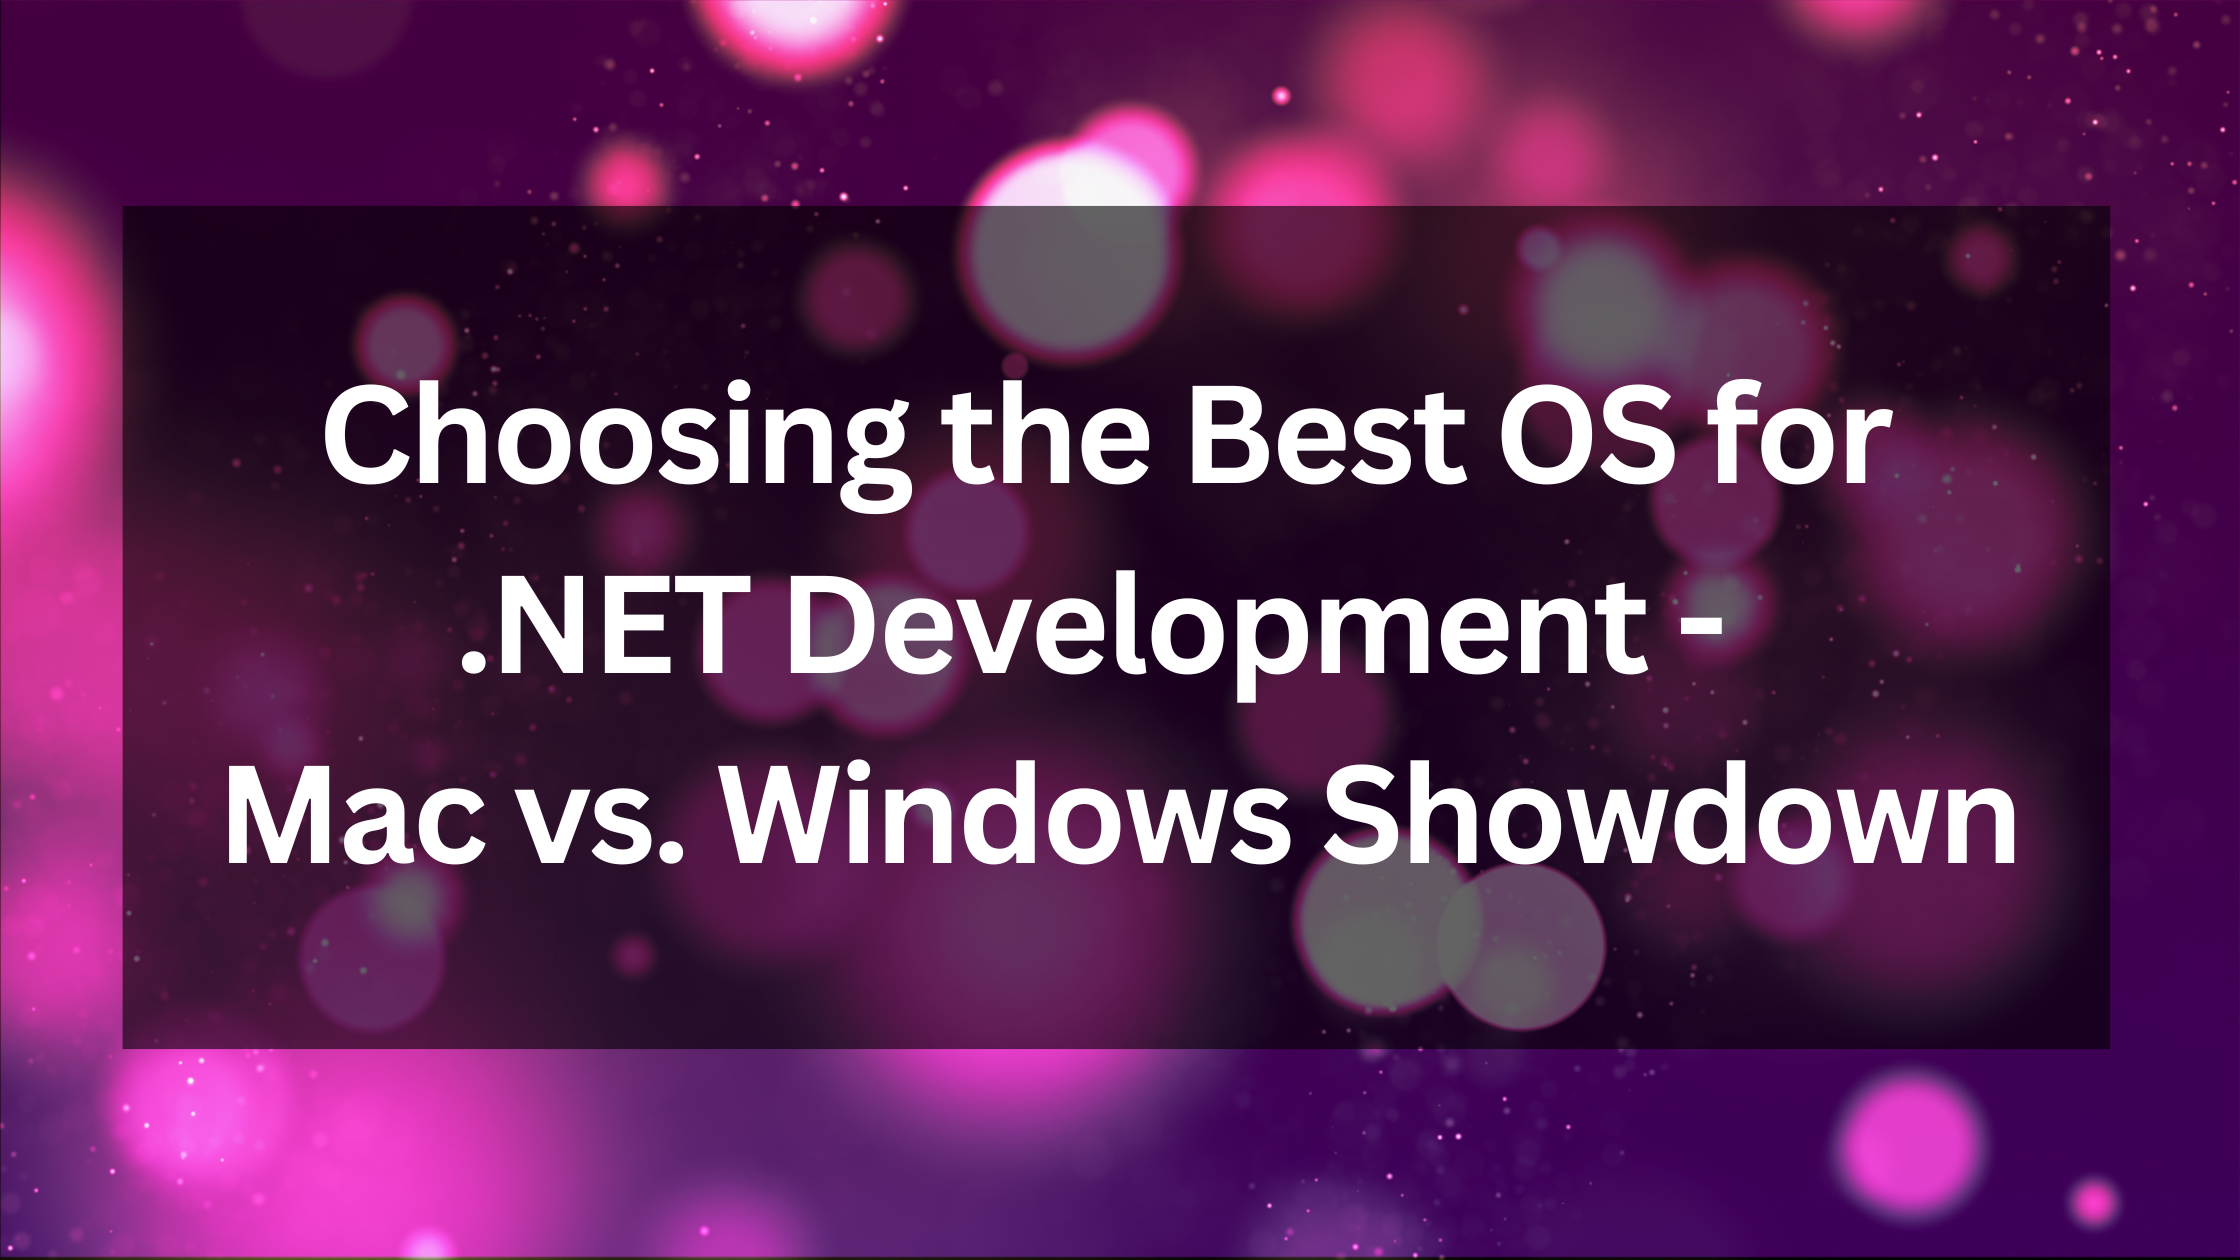 Choosing the Best OS for
.NET Development -
Mac vs. Windows Showdown